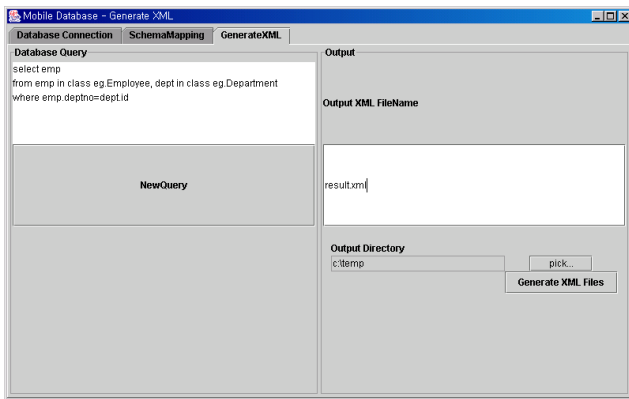 Mobile Database - Generate XML
Database Connection
SchemaMapping
GenerateXML
Database Query
select emp
from emp in class eg.Employee, dept in class eg.Department
where emp.deptno=dept.id
NewQuery
Output
Output XML FileName
result.xml
Output Directory
c:\temp
pick...
Generate XML Files